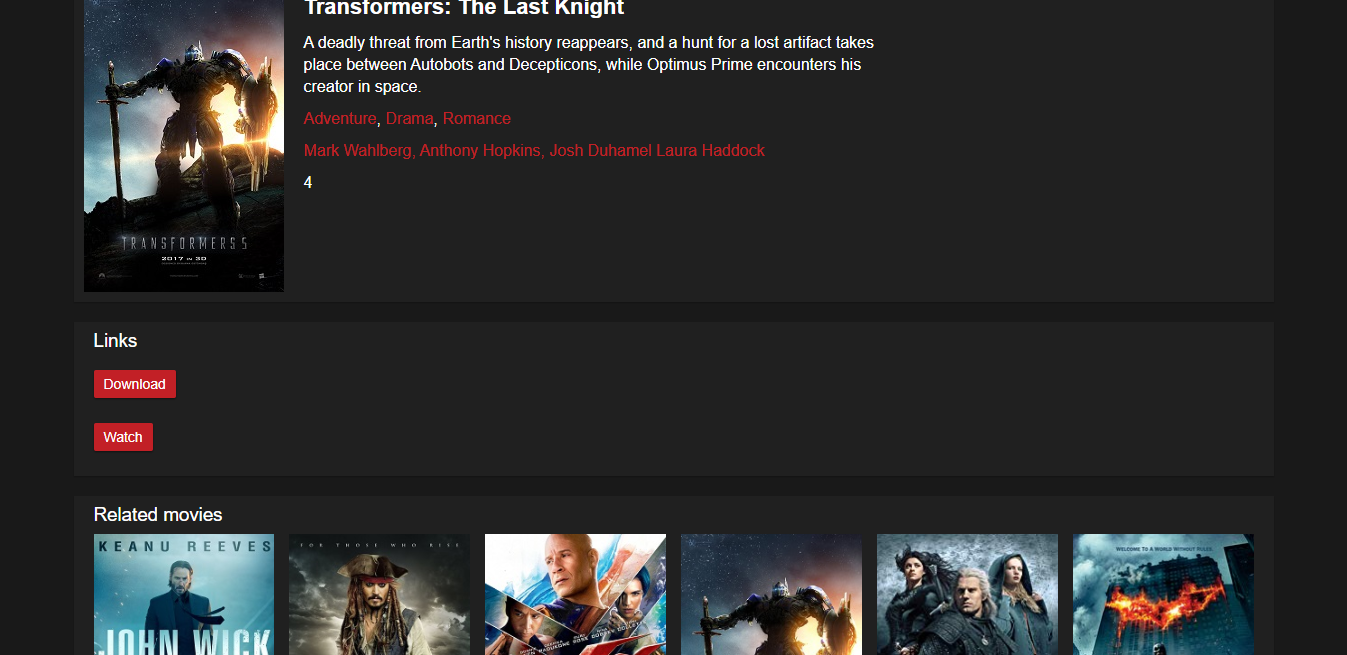 Transformers: The Last Knight
A deadly threat from Earth's history reappears, and a hunt for a lost artifact takes
place between Autobots and Decepticons, while Optimus Prime encounters his
creator in space.
Adventure, Drama, Romance
Mark Wahlberg, Anthony Hopkins, Josh Duhamel Laura Haddock
4
TRANSFORMERS 5
2017 IN 3D
Links
Download
Watch
Related movies
KEANU REEVES
JOHN WICK
FOR THOSE WHO RISE
WELCOME TO A WORLD WITHOUT RULES.